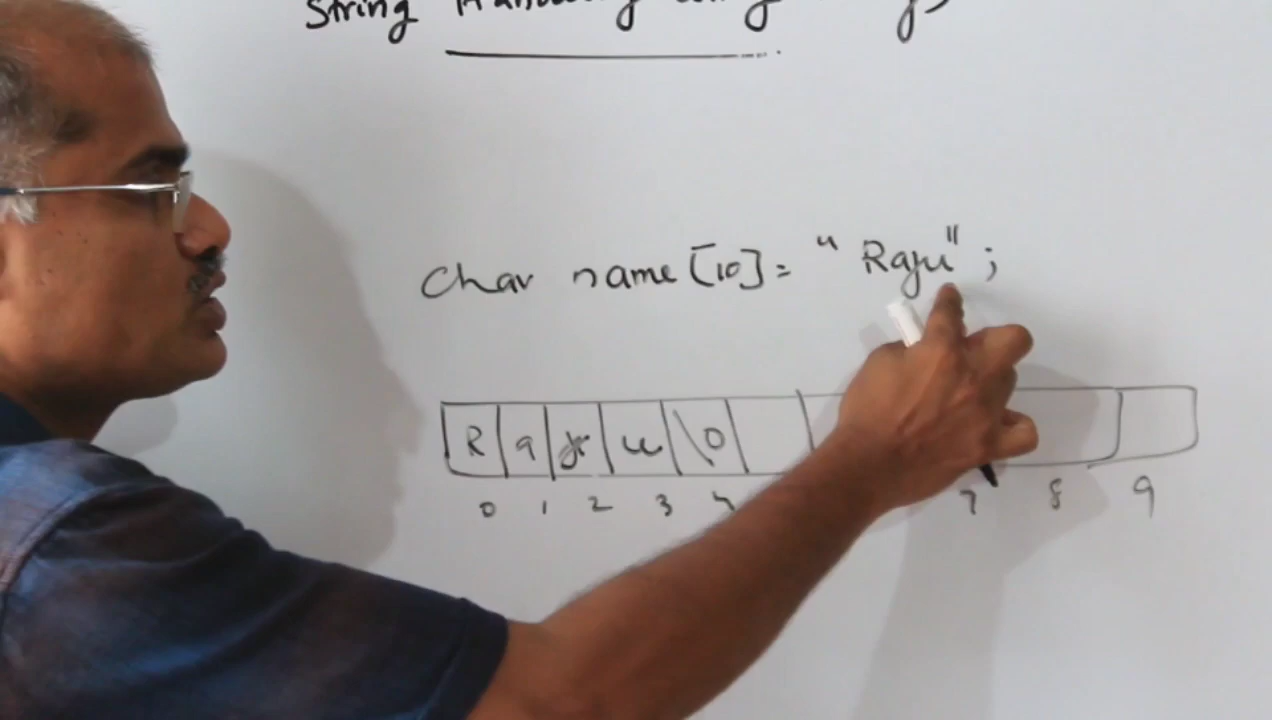 String
Char name [10] = "Raju";
R a j u \0
0 1 2 3 4 7 8 9